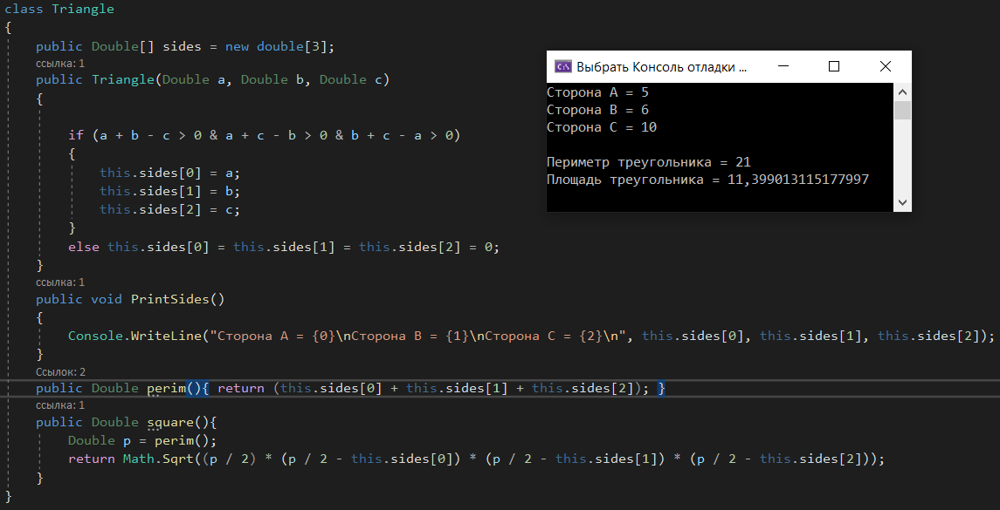 class Triangle
{
public Double[] sides = new double[3];
ссылка: 1
public Triangle(Double a, Double b, Double c)
{
if (a + b - c > 0 & a + c - b > 0 & b + c - a > 0)
{
this.sides[0] = a;
this.sides[1] = b;
this.sides[2] = c;
}
else this.sides[0] = this.sides[1] = this.sides[2] = 0;
}
ссылка: 1
public void PrintSides()
{
Console.WriteLine("Сторона A = {0}\nСторона B = {1}\nСторона C = {2}\n", this.sides[0], this.sides[1], this.sides[2]);
}
Ссылок: 2
public Double perim(){ return (this.sides[0] + this.sides[1] + this.sides[2]); }
ссылка: 1
public Double square(){
Double p = perim();
return Math.Sqrt((p / 2) * (p / 2 - this.sides[0]) * (p / 2 - this.sides[1]) * (p / 2 - this.sides[2]));
}
}
C:\ Выбрать Консоль отладки ...
Сторона A = 5
Сторона B = 6
Сторона C = 10
Периметр треугольника = 21
Площадь треугольника = 11,399013115177997